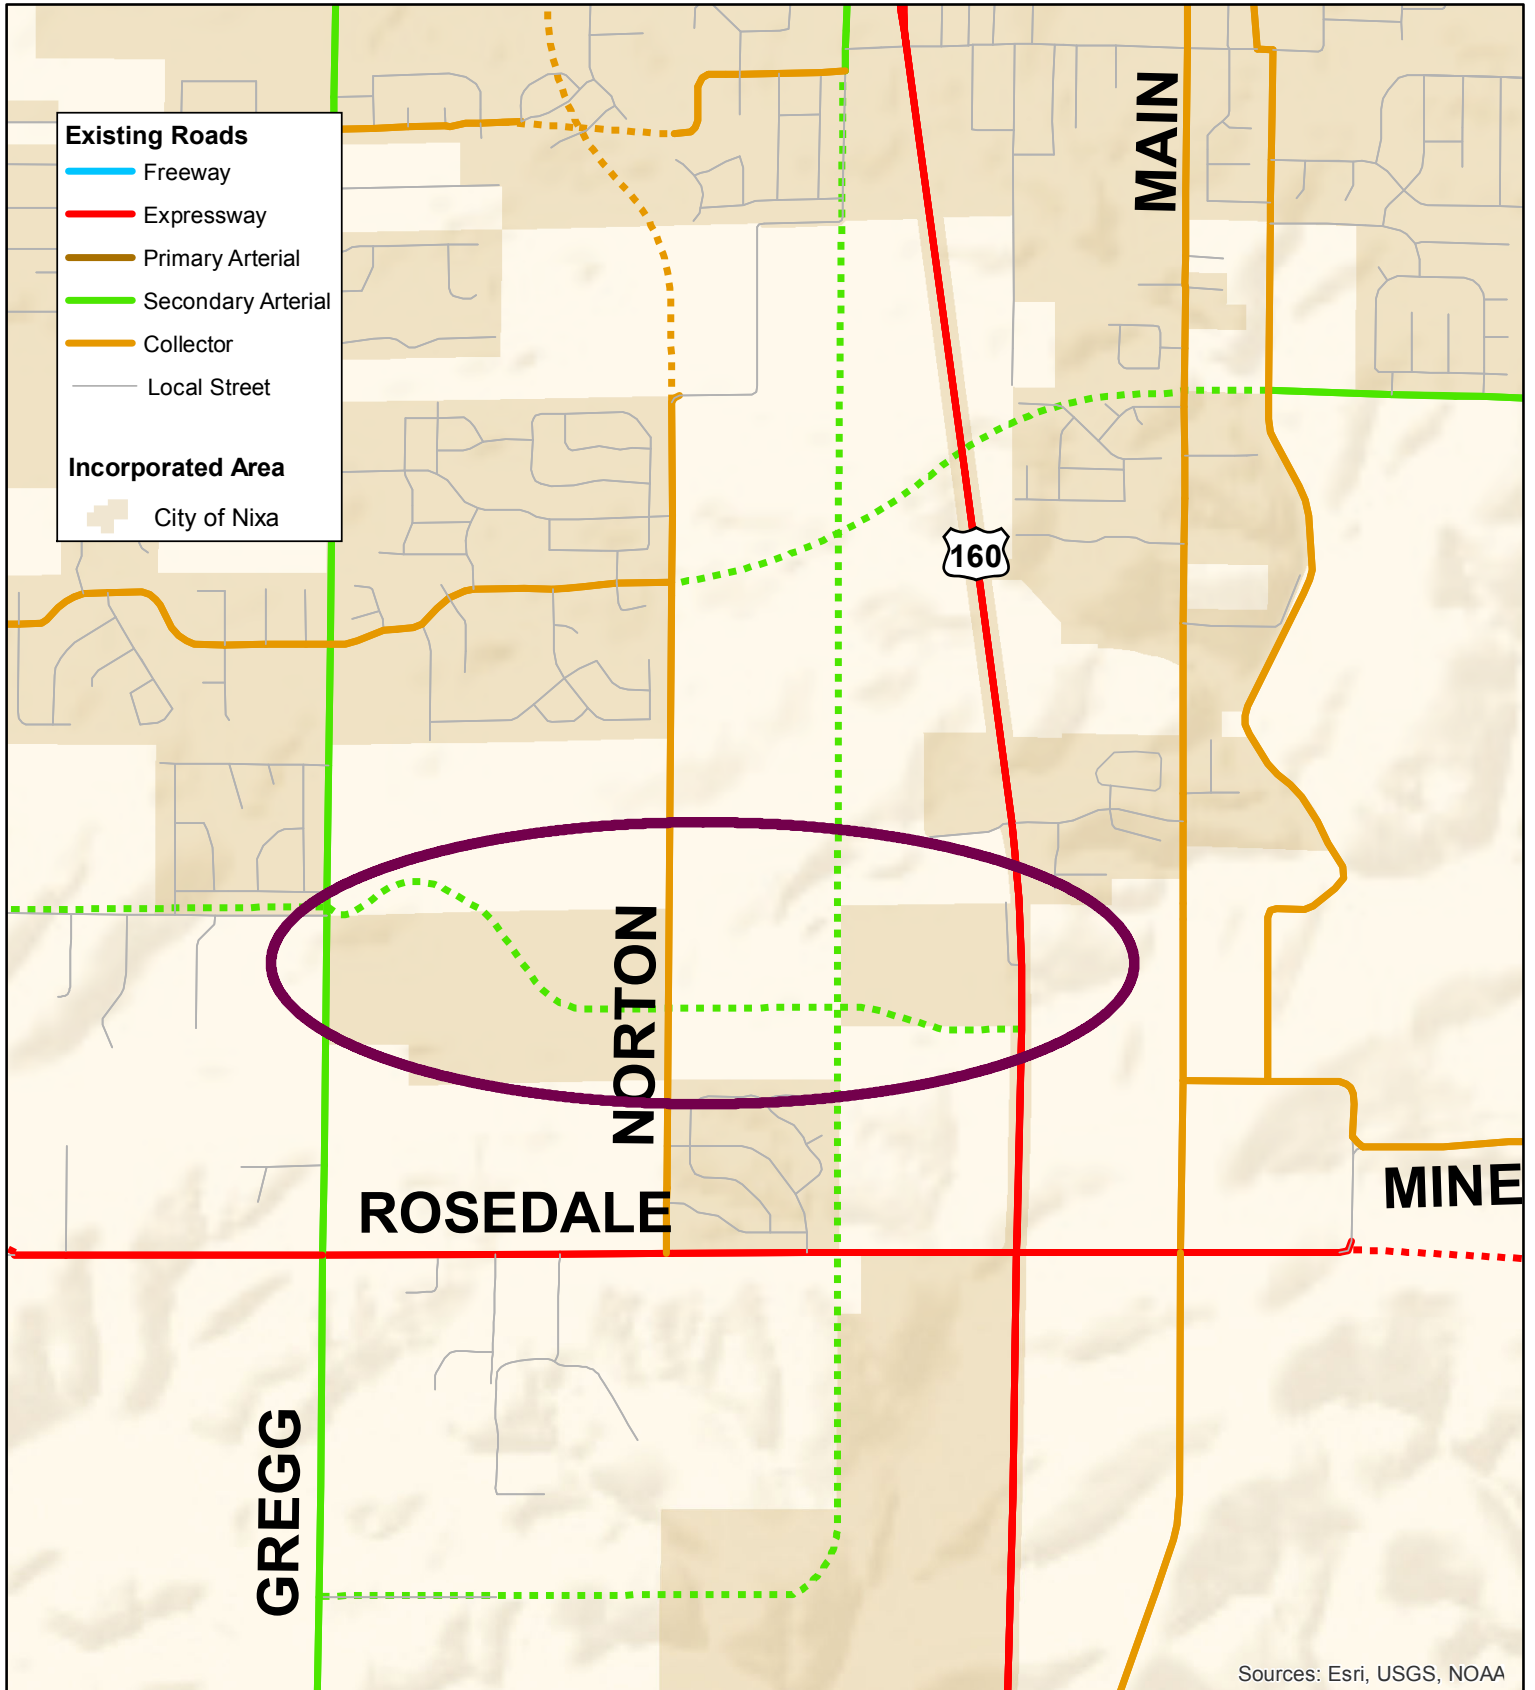 MAIN
Existing Roads
Freeway
Expressway
Primary Arterial
Secondary Arterial
Collector
Local Street
Incorporated Area
City of Nixa
160
NORTON
MINE
ROSEDALE
GREGG
Sources: Esri, USGS, NOAA